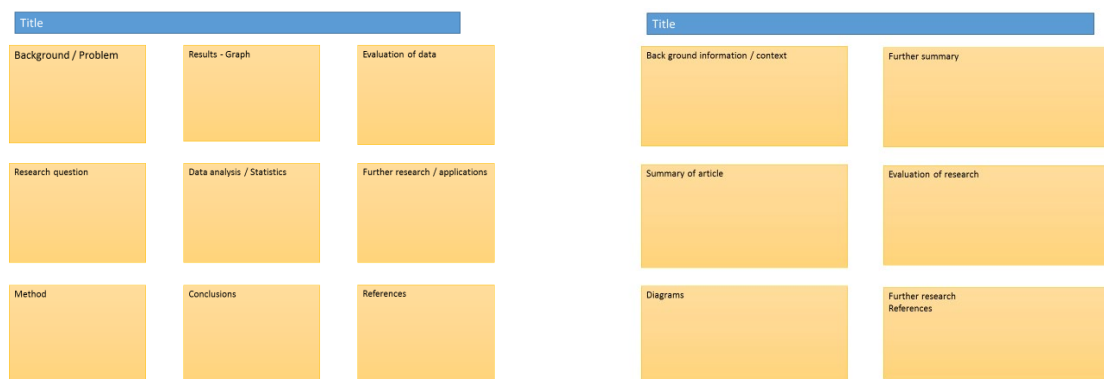 Title
Background / Problem
Results - Graph
Evaluation of data
Research question
Data analysis / Statistics
Further research / applications
Method
Conclusions
References
Title
Back ground information / context
Further summary
Summary of article
Evaluation of research
Diagrams
Further research
References